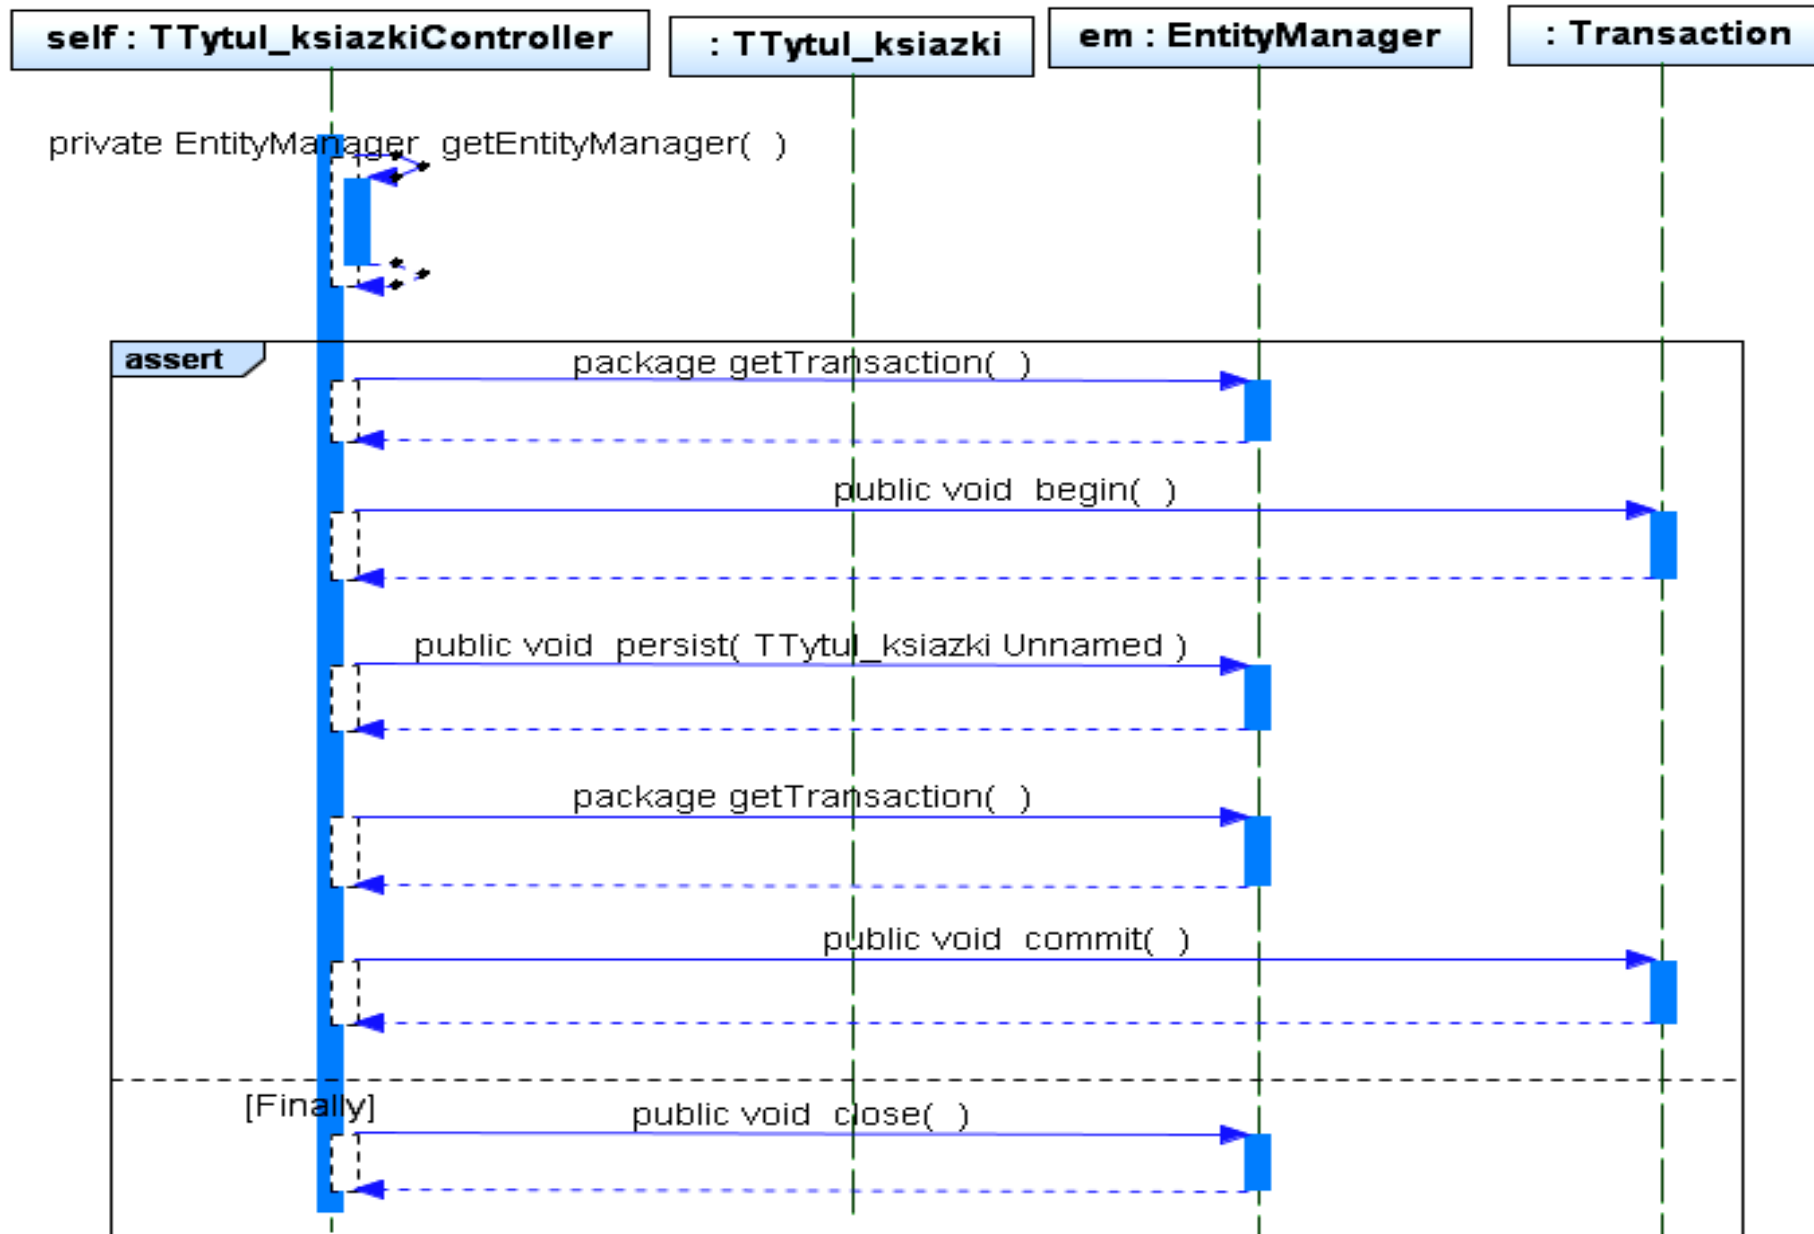 self : TTytul_ksiazkiController
: TTytul_ksiazki
em : EntityManager
: Transaction
private EntityManager getEntityManager( )
assert
package getTransaction( )
public void begin( )
public void persist( TTytul_ksiazki Unnamed )
package getTransaction( )
public void commit( )
[Finally]
public void close( )